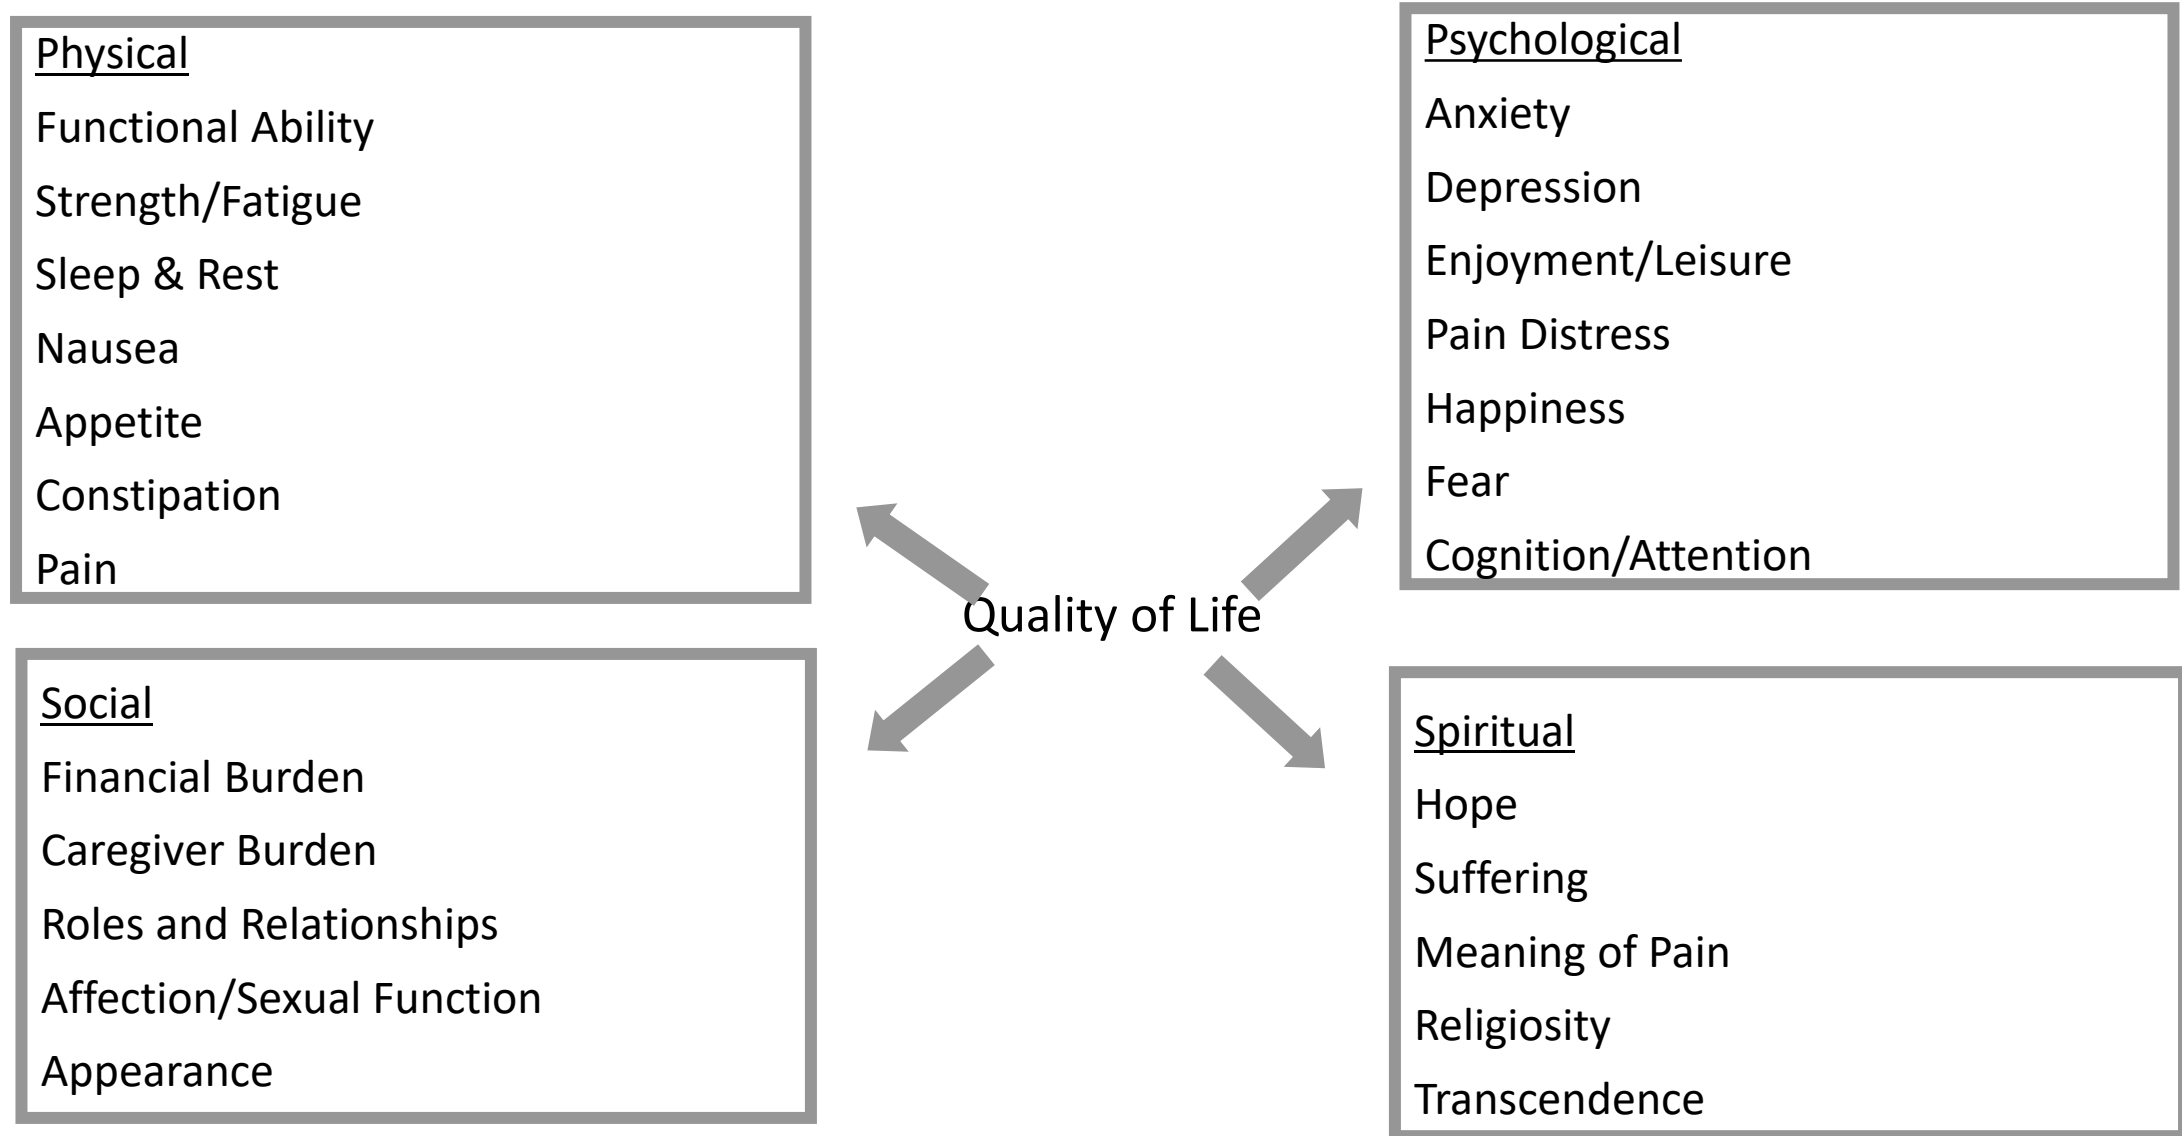 Physical
Functional Ability
Strength/Fatigue
Sleep & Rest
Nausea
Appetite
Constipation
Pain
Psychological
Anxiety
Depression
Enjoyment/Leisure
Pain Distress
Happiness
Fear
Cognition/Attention
Quality of Life
Social
Financial Burden
Caregiver Burden
Roles and Relationships
Affection/Sexual Function
Appearance
Spiritual
Hope
Suffering
Meaning of Pain
Religiosity
Transcendence